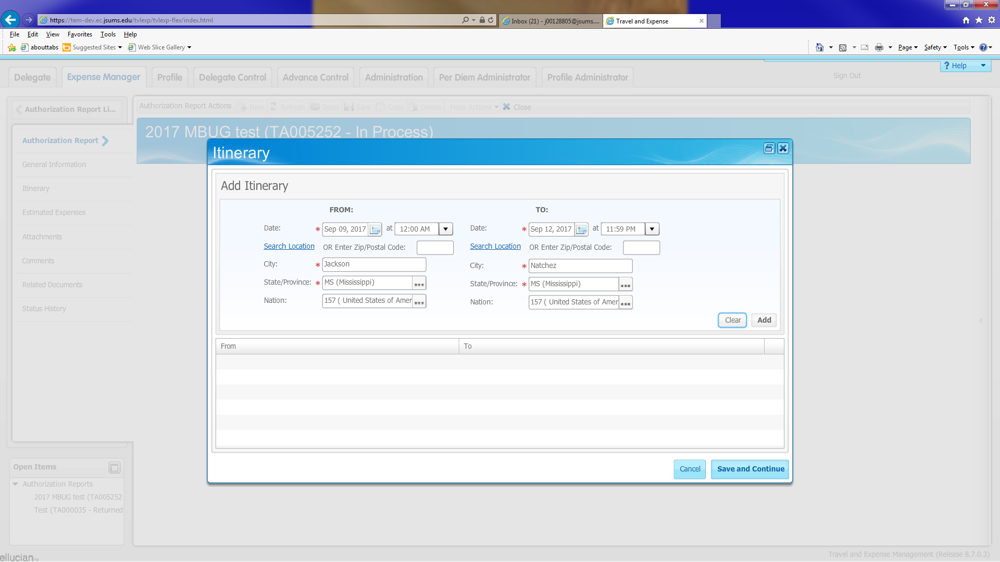 https://tem-dev.ec.jsums.edu/tvlexp/tvlexp-flex/index.html
Inbox (21) - j00128805@jsums....
Travel and Expense
File Edit View Favorites Tools Help
abouttabs Suggested Sites Web Slice Gallery
Page Safety Tools
? Help
Delegate Expense Manager Profile Delegate Control Advance Control Administration Per Diem Administrator Profile Administrator
Sign Out
Authorization Report Li...
Authorization Report Actions New Refresh Open Save Copy Delete More Actions Close
2017 MBUG test (TA005252 - In Process)
Authorization Report
General Information
Itinerary
Estimated Expenses
Attachments
Comments
Related Documents
Status History
Itinerary
Add Itinerary
FROM: TO:
Date: * Sep 09, 2017 at 12:00 AM Date: * Sep 12, 2017 at 11:59 PM
Search Location OR Enter Zip/Postal Code: Search Location OR Enter Zip/Postal Code:
City: * Jackson City: * Natchez
State/Province: * MS (Mississippi) ... State/Province: * MS (Mississippi) ...
Nation: 157 ( United States of Amer ... Nation: 157 ( United States of Amer ...
Clear Add
From To
Cancel Save and Continue
Open Items
Authorization Reports
2017 MBUG test (TA005252
Test (TA000035 - Returned
Travel and Expense Management (Release 8.7.0.3)
ellucian™